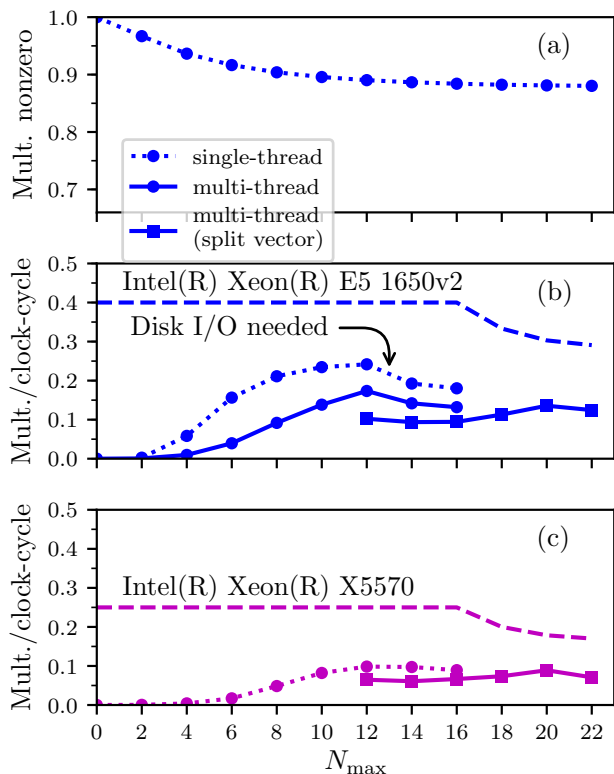 1.0
0.9
0.8
0.7
Mult. nonzero
(a)
single-thread
multi-thread
multi-thread
(split vector)
0.5
0.4
0.3
0.2
0.1
0.0
Mult./clock-cycle
Intel(R) Xeon(R) E5 1650v2
(b)
Disk I/O needed
0.5
0.4
0.3
0.2
0.1
0.0
Mult./clock-cycle
(c)
Intel(R) Xeon(R) X5570
0 2 4 6 8 10 12 14 16 18 20 22
N_max